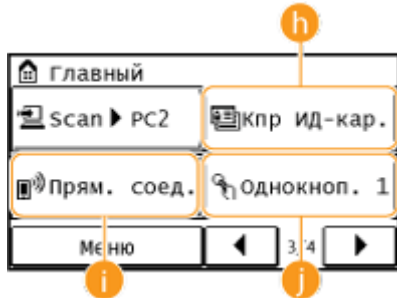 h
Главный
Scan▶ PC2
Кпр ИД-кар.
Прям. соед.
Однокноп. 1
Меню
◀ 3/4 ▶
i
j